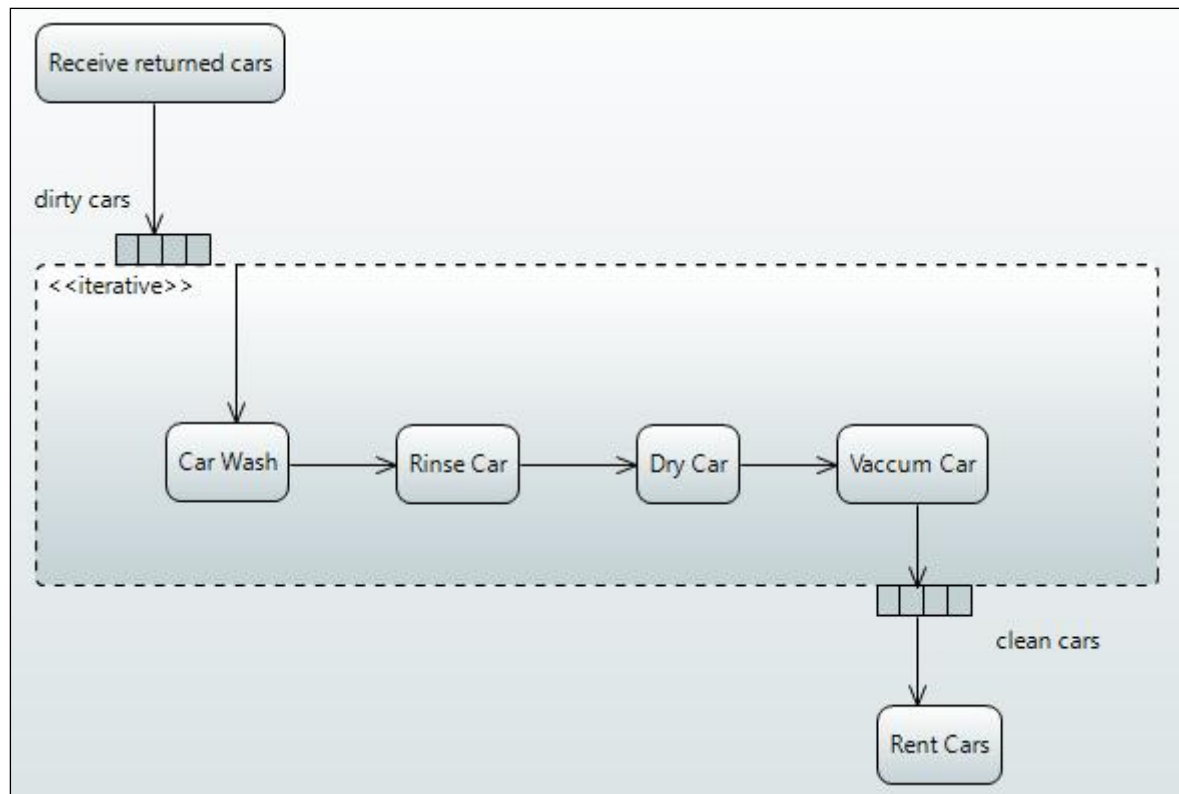 Receive returned cars
dirty cars
<<iterative>>
Car Wash
Rinse Car
Dry Car
Vaccum Car
clean cars
Rent Cars